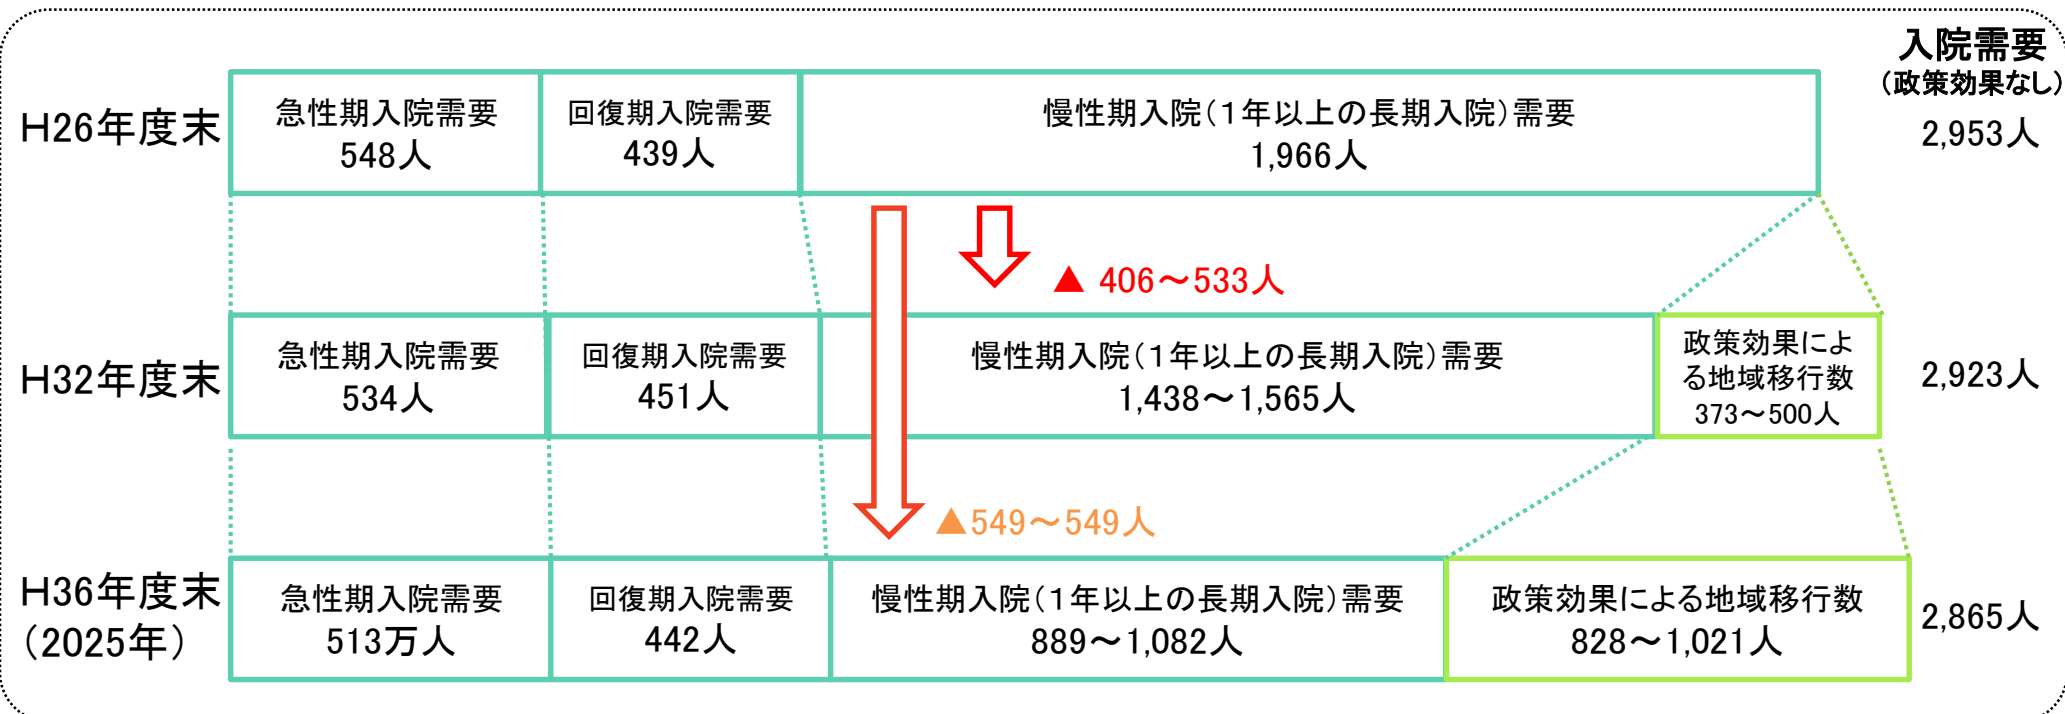 入院需要
(政策効果なし)
H26年度末
急性期入院需要
548人
回復期入院需要
439人
慢性期入院(1年以上の長期入院)需要
1,966人
2,953人
▲ 406~533人
H32年度末
急性期入院需要
534人
回復期入院需要
451人
慢性期入院(1年以上の長期入院)需要
1,438~1,565人
政策効果によ
る地域移行数
373~500人
2,923人
▲549~549人
H36年度末
(2025年)
急性期入院需要
513万人
回復期入院需要
442人
慢性期入院(1年以上の長期入院)需要
889~1,082人
政策効果による地域移行数
828~1,021人
2,865人